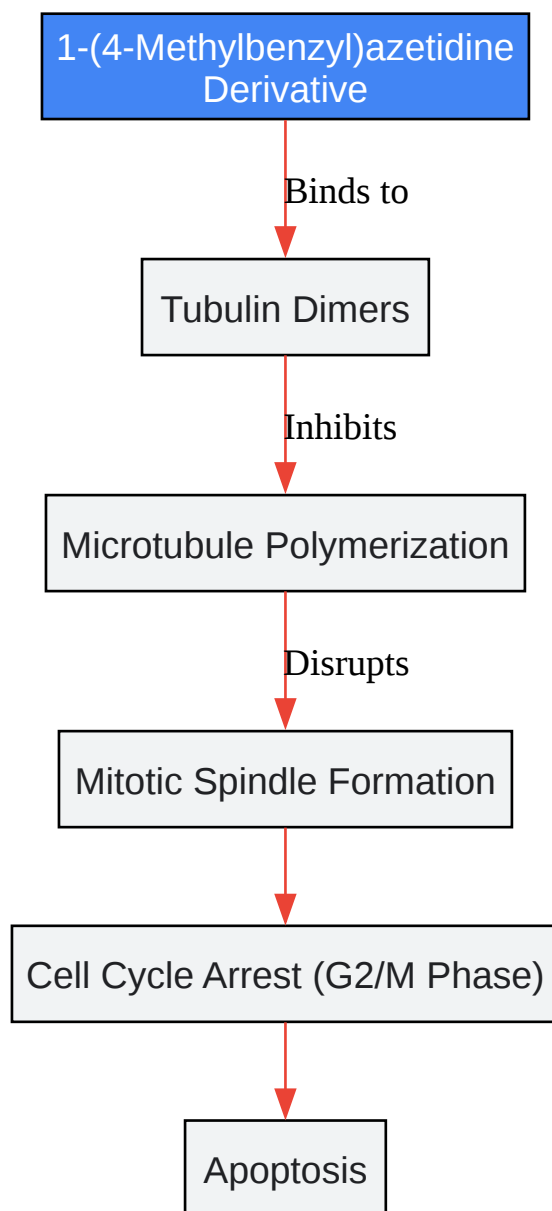 1-(4-Methylbenzyl)azetidine
Derivative
Binds to
Tubulin Dimers
Inhibits
Microtubule Polymerization
Disrupts
Mitotic Spindle Formation
Cell Cycle Arrest (G2/M Phase)
Apoptosis